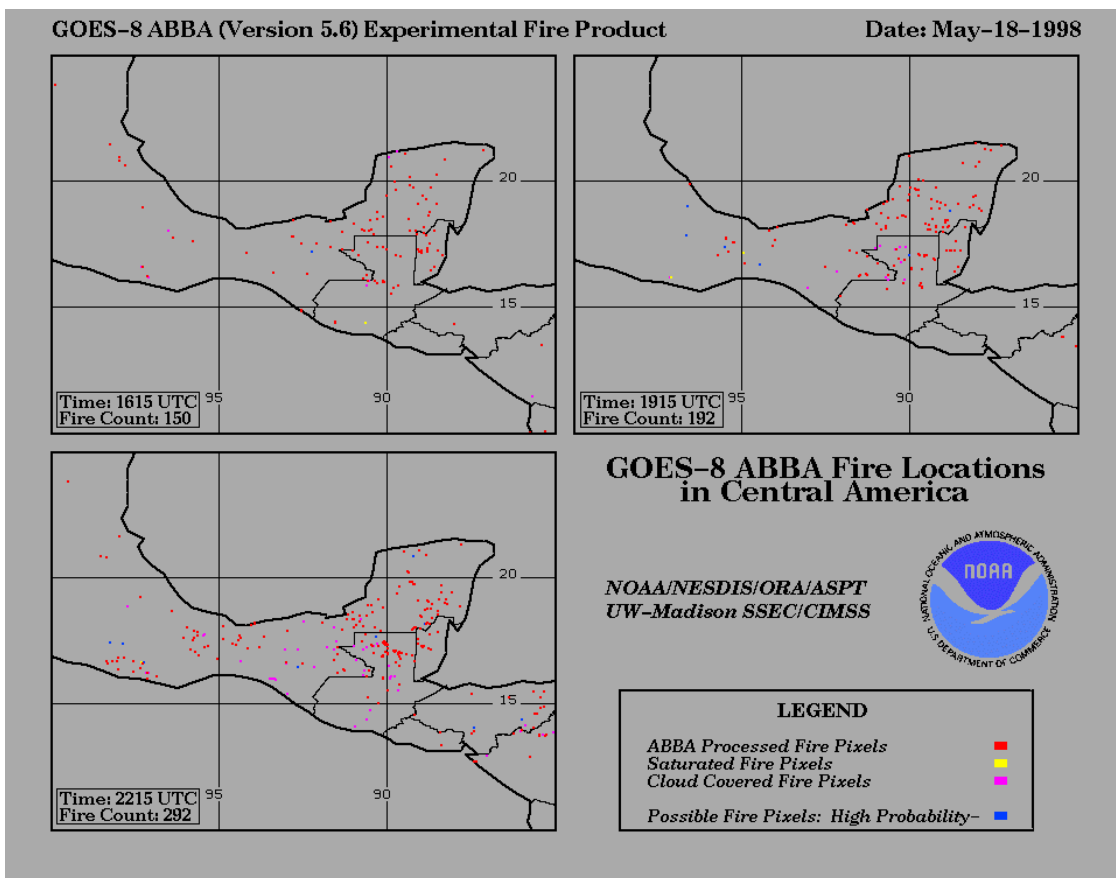 GOES-8 ABBA (Version 5.6) Experimental Fire Product
Date: May-18-1998
20
15
95
90
Time: 1615 UTC
Fire Count: 150
20
15
95
90
Time: 1915 UTC
Fire Count: 192
20
15
95
90
Time: 2215 UTC
Fire Count: 292
GOES-8 ABBA Fire Locations
in Central America
NOAA/NESDIS/ORA/ASPT
UW-Madison SSEC/CIMSS
NATIONAL OCEANIC AND ATMOSPHERIC ADMINISTRATION
NOAA
U.S. DEPARTMENT OF COMMERCE
LEGEND
ABBA Processed Fire Pixels
Saturated Fire Pixels
Cloud Covered Fire Pixels
Possible Fire Pixels: High Probability-